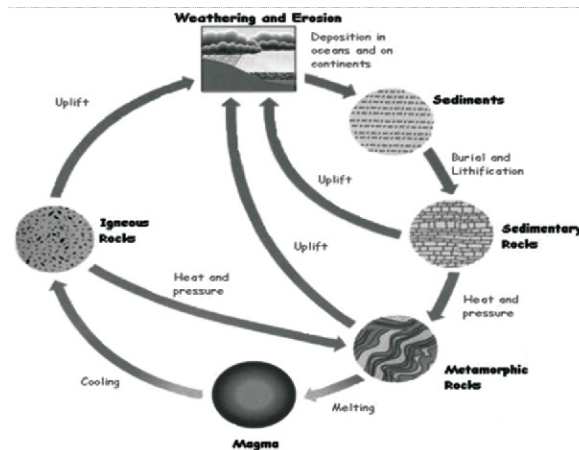 Weathering and Erosion
Deposition in
oceans and on
continents
Uplift
Sediments
Burial and
Lithification
Uplift
Igneous
Rocks
Sedimentary
Rocks
Uplift
Heat and
pressure
Heat and
pressure
Metamorphic
Rocks
Cooling
Melting
Magma